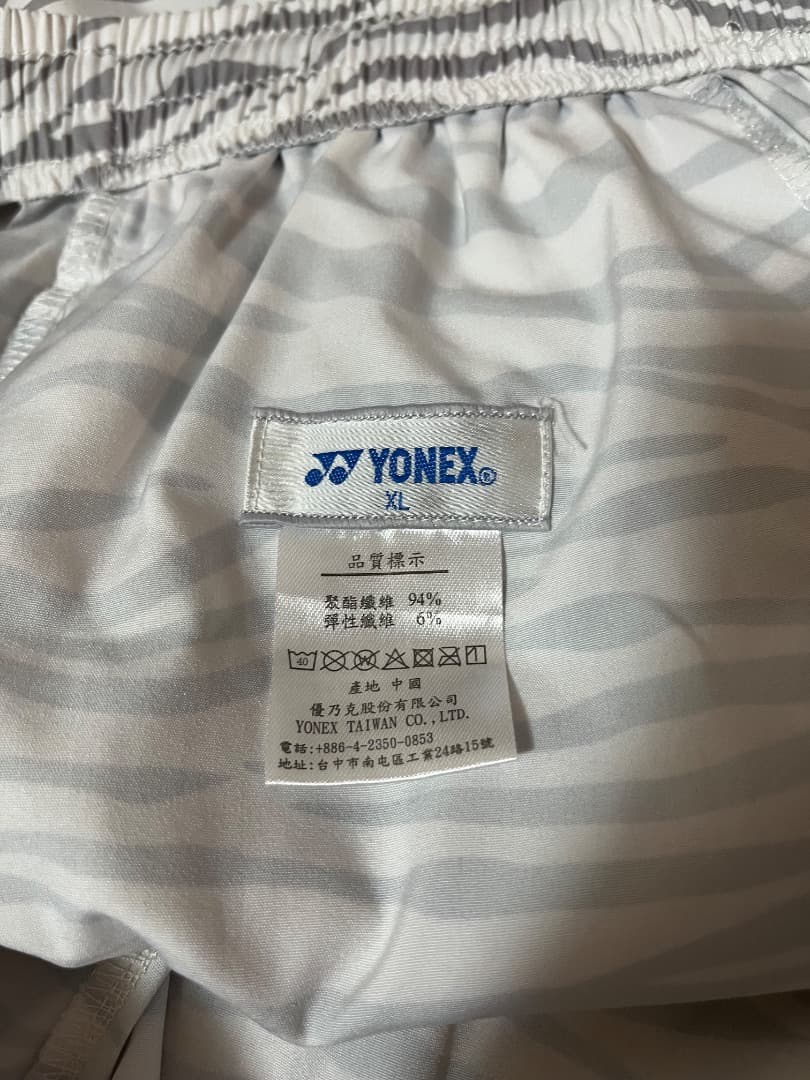 YONEX®
XL
品質標示
聚酯纖維 94%
彈性纖維 6%
40
產地 中國
優乃克股份有限公司
YONEX TAIWAN CO.,LTD.
電話:+886-4-2350-0853
地址:台中市南屯區工業24路15號